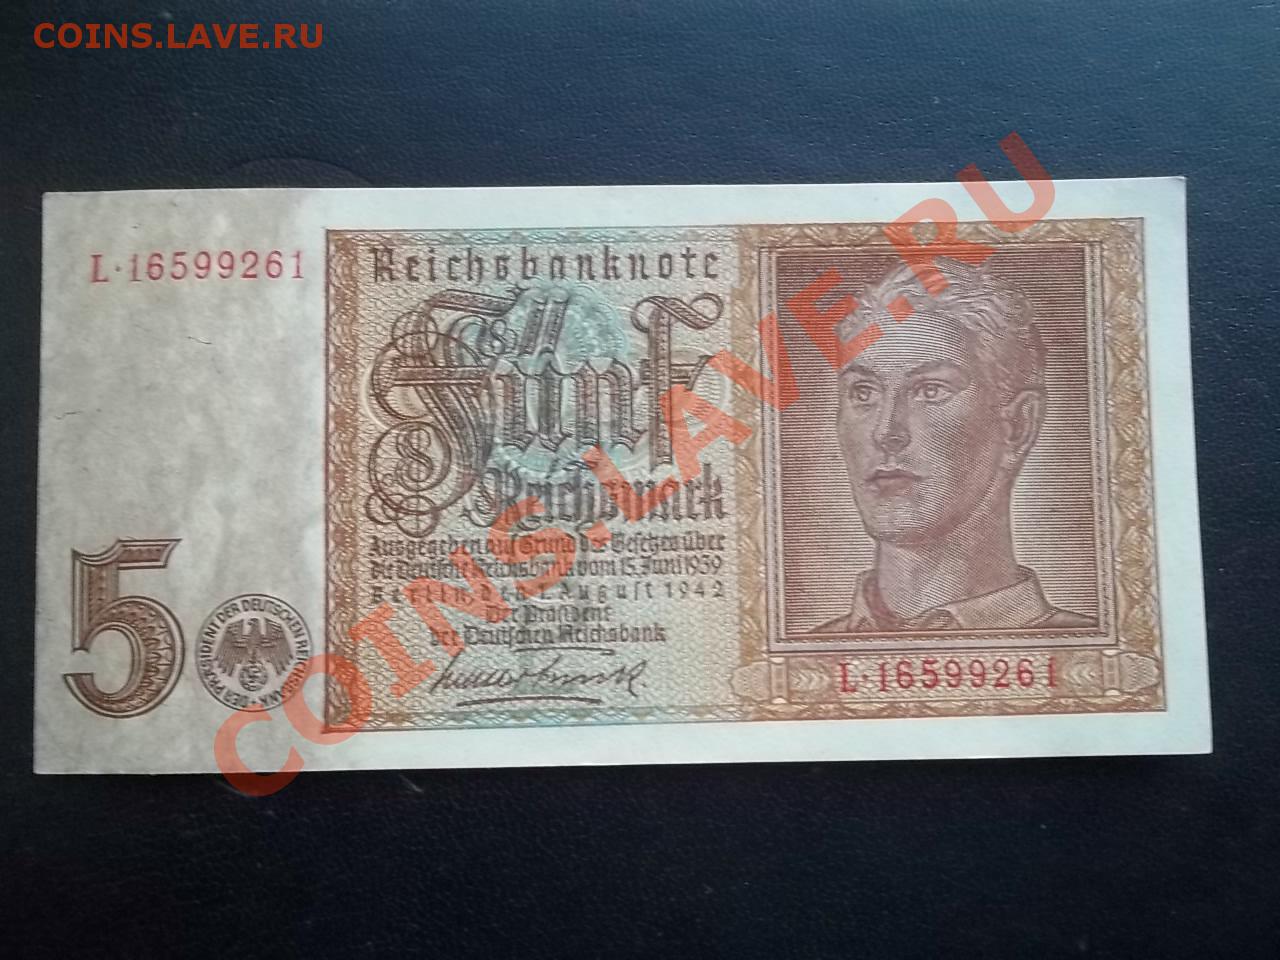 COINS.LAVE.RU
L·16599261
Reichsbanknote
Fünf
Reichsmark
Ausgegeben auf Grund des Gesetzes über
die Deutsche Reichsbank vom 15. Juni 1939
Berlin, den 1. August 1942
Der Präsident
der Deutschen Reichsbank
5
DER PRÄSIDENT DER DEUTSCHEN REICHSBANK
L·16599261
COINS.LAVE.RU